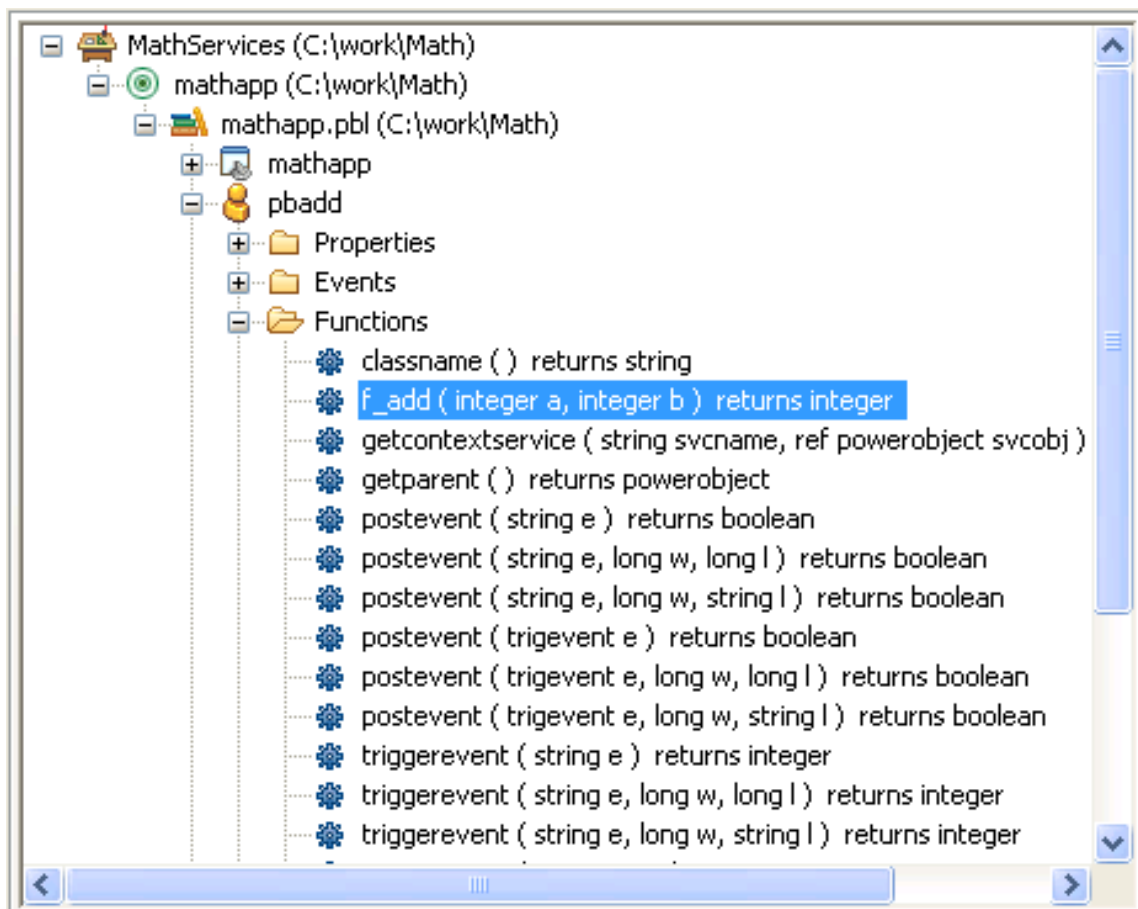 MathServices (C:\work\Math)
mathapp (C:\work\Math)
mathapp.pbl (C:\work\Math)
mathapp
pbadd
Properties
Events
Functions
classname ( )  returns string
f_add ( integer a, integer b )  returns integer
getcontextservice ( string svcname, ref powerobject svcobj )
getparent ( )  returns powerobject
postevent ( string e )  returns boolean
postevent ( string e, long w, long l )  returns boolean
postevent ( string e, long w, string l )  returns boolean
postevent ( trigevent e )  returns boolean
postevent ( trigevent e, long w, long l )  returns boolean
postevent ( trigevent e, long w, string l )  returns boolean
triggerevent ( string e )  returns integer
triggerevent ( string e, long w, long l )  returns integer
triggerevent ( string e, long w, string l )  returns integer